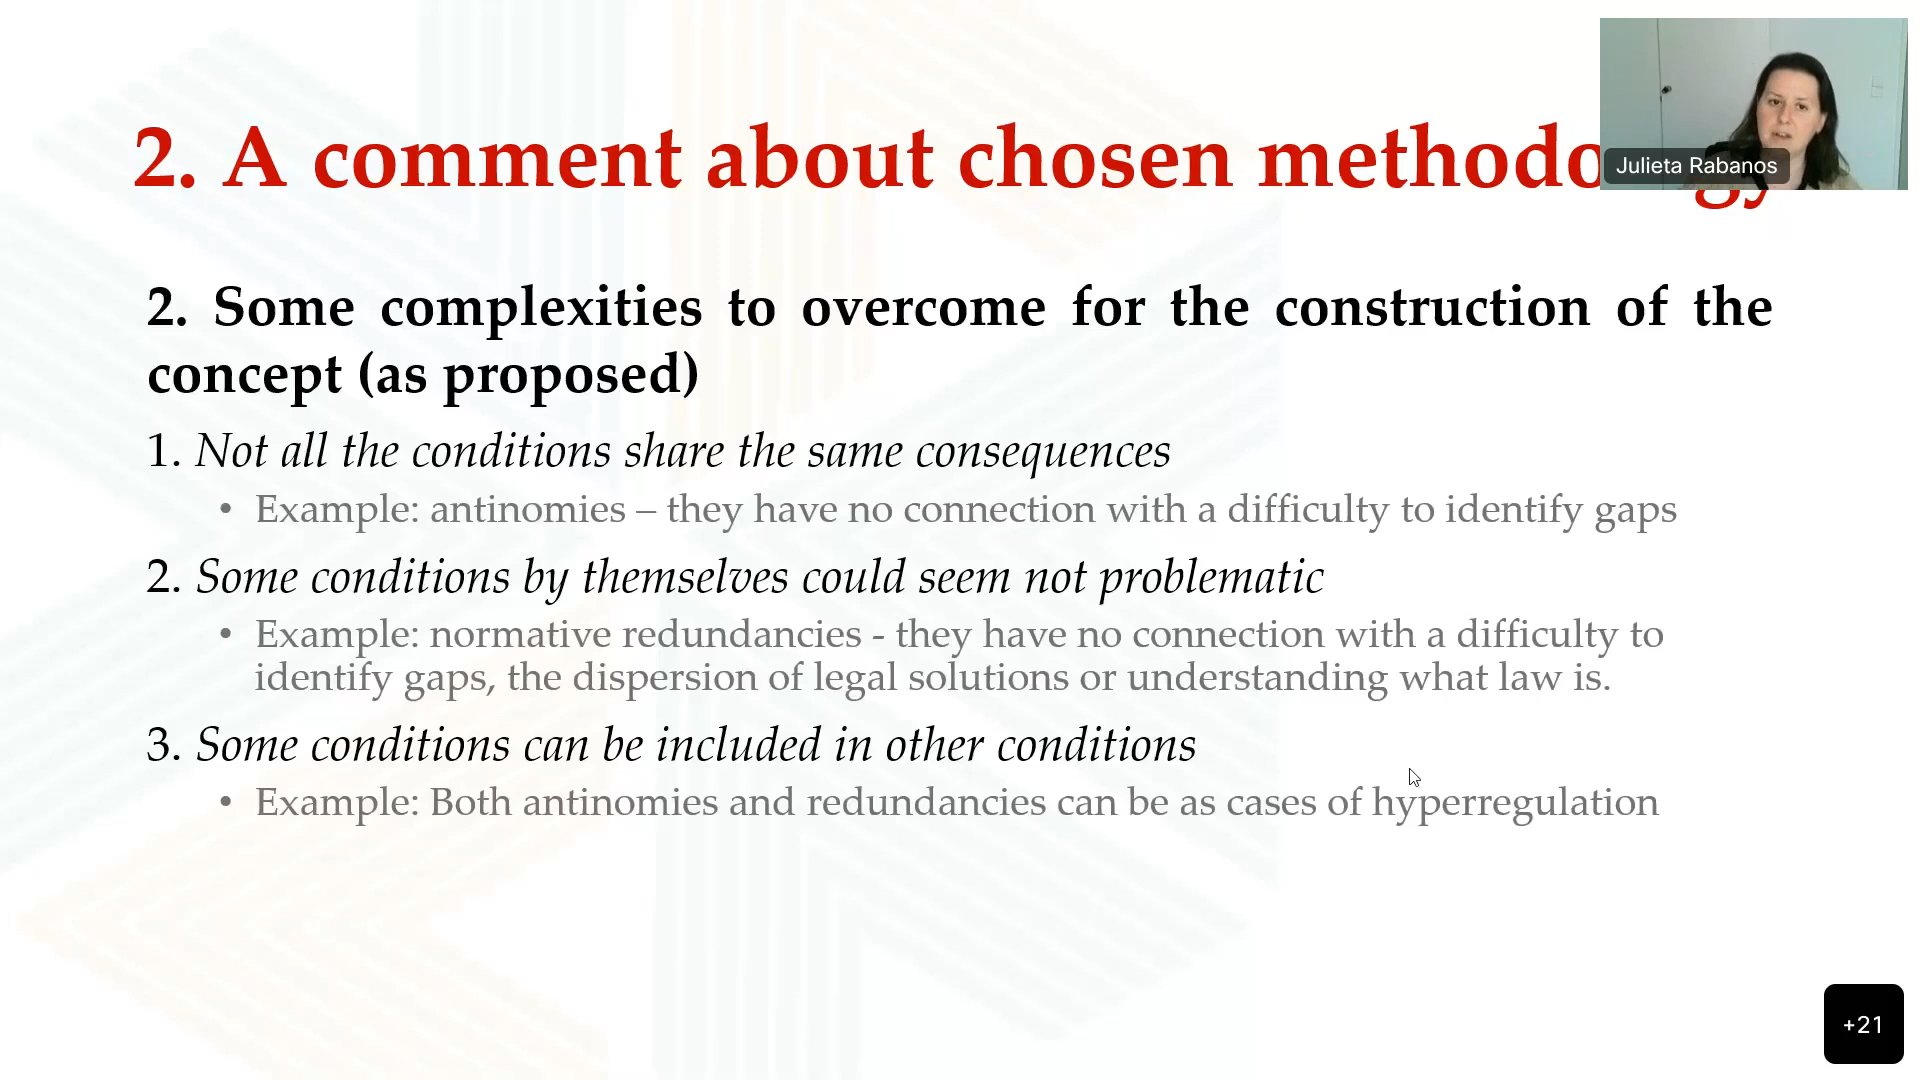 2. A comment about chosen
Julieta Rabanos
2. Some complexities to overcome for the construction of the
concept (as proposed)
1. Not all the conditions share the same consequences
• Example: antinomies – they have no connection with a difficulty to identify gaps
2. Some conditions by themselves could seem not problematic
• Example: normative redundancies - they have no connection with a difficulty to
identify gaps, the dispersion of legal solutions or understanding what law is.
3. Some conditions can be included in other conditions
• Example: Both antinomies and redundancies can be as cases of hyperregulation
+21